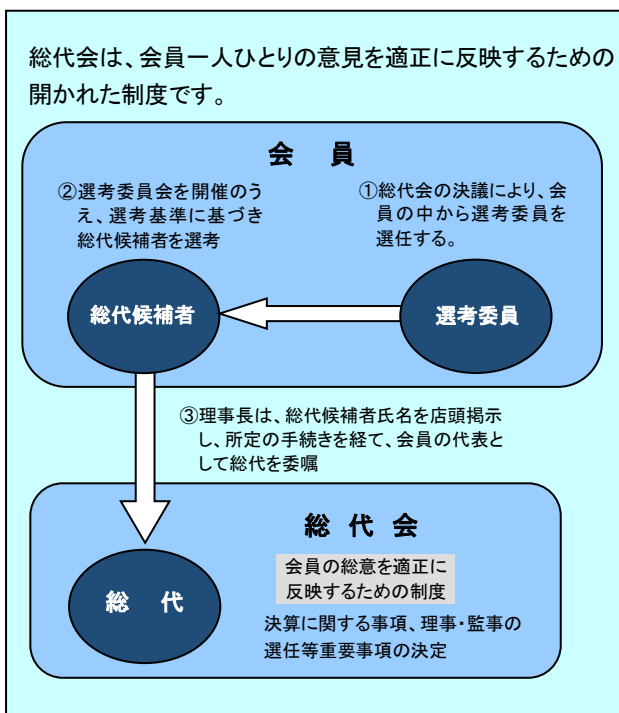 総代会は、会員一人ひとりの意見を適正に反映するための
開かれた制度です。
会 員
②選考委員会を開催のう
え、選考基準に基づき
総代候補者を選考
①総代会の決議により、会
員の中から選考委員を
選任する。
総代候補者
選考委員
③理事長は、総代候補者氏名を店頭掲示
し、所定の手続きを経て、会員の代表と
して総代を委嘱
総 代 会
会員の総意を適正に
反映するための制度
総 代
決算に関する事項、理事・監事の
選任等重要事項の決定